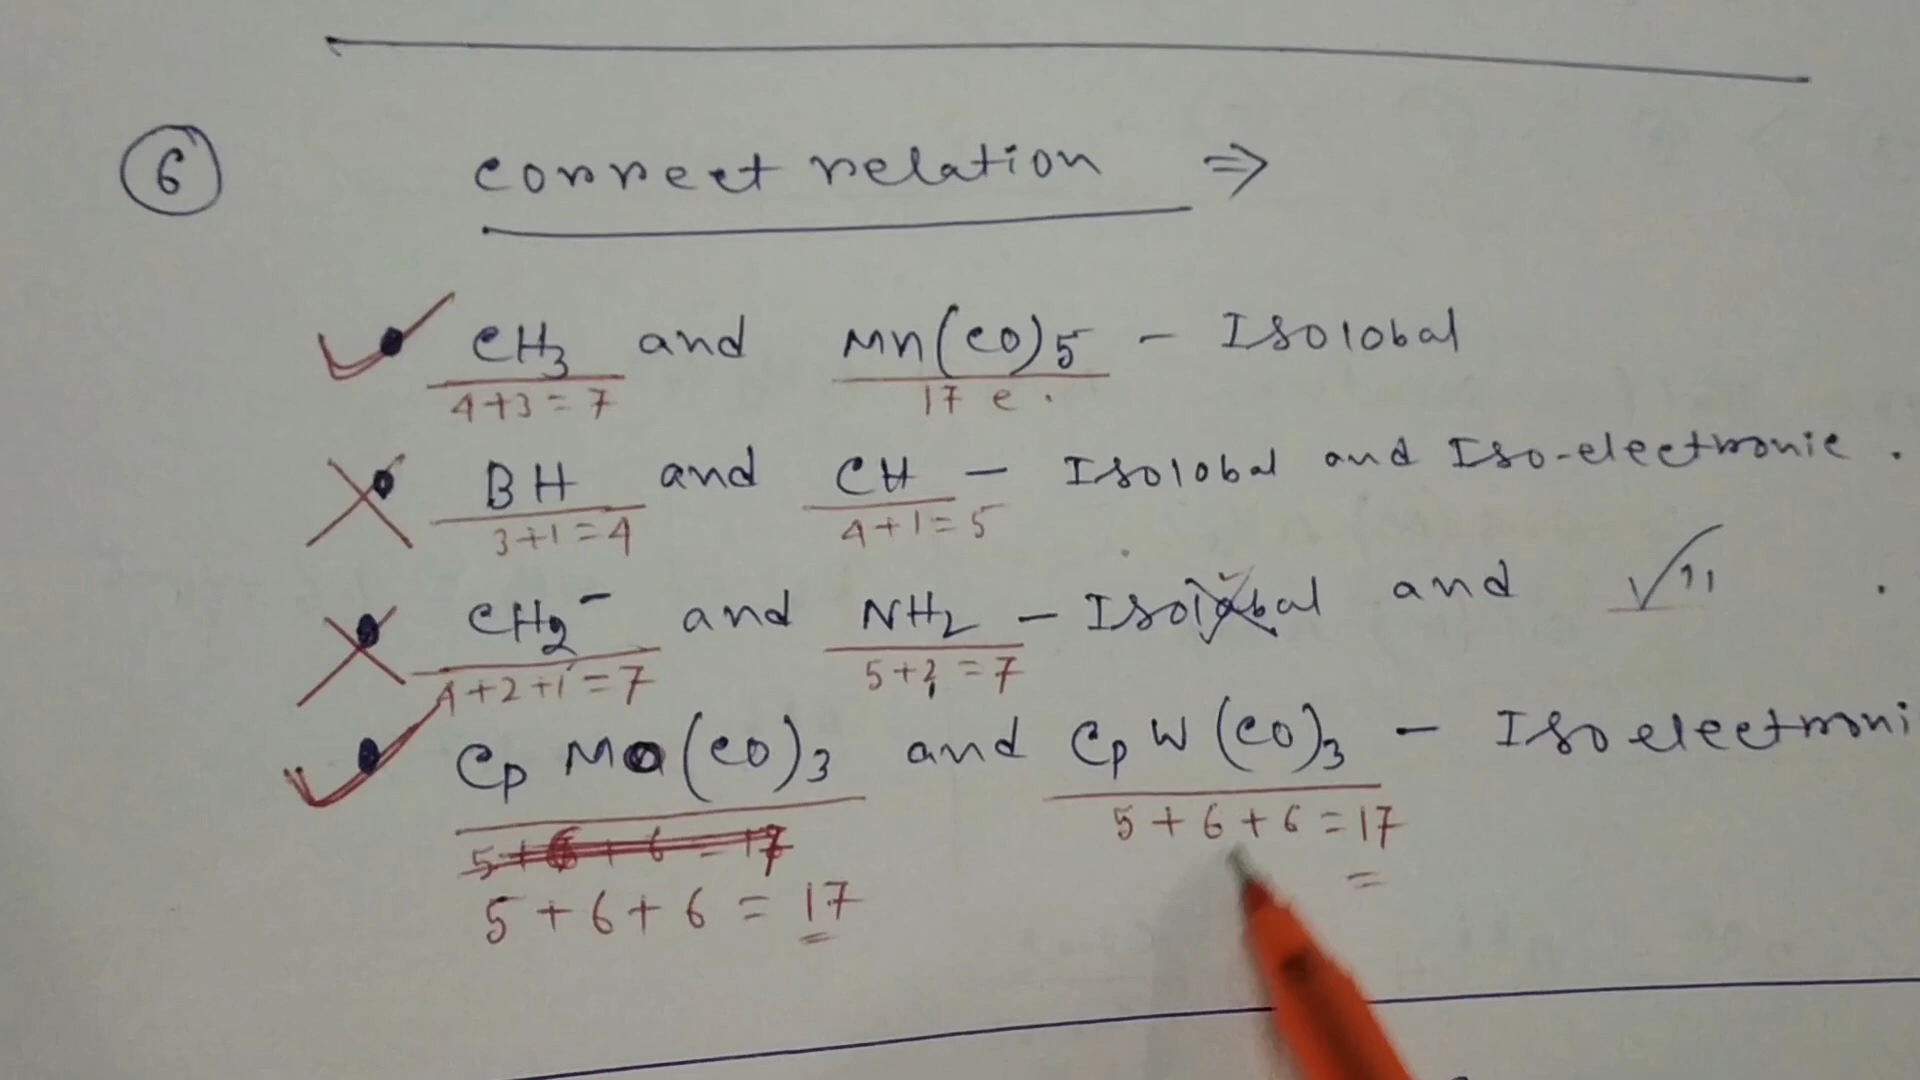 6 correct relation ⇒
CH3 and Mn(CO)5 - Isolobal
4+3=7 17 e.
BH and CH - Isolobal and Iso-electronic.
3+1=4 4+1=5
CH2- and NH2 - Isolobal and √11 .
4+2+1=7 5+2=7
Cp Mo(CO)3 and Cp W(CO)3 - Isoelectroni
5+6+6=17
5+6+6=17
5+6+6=17